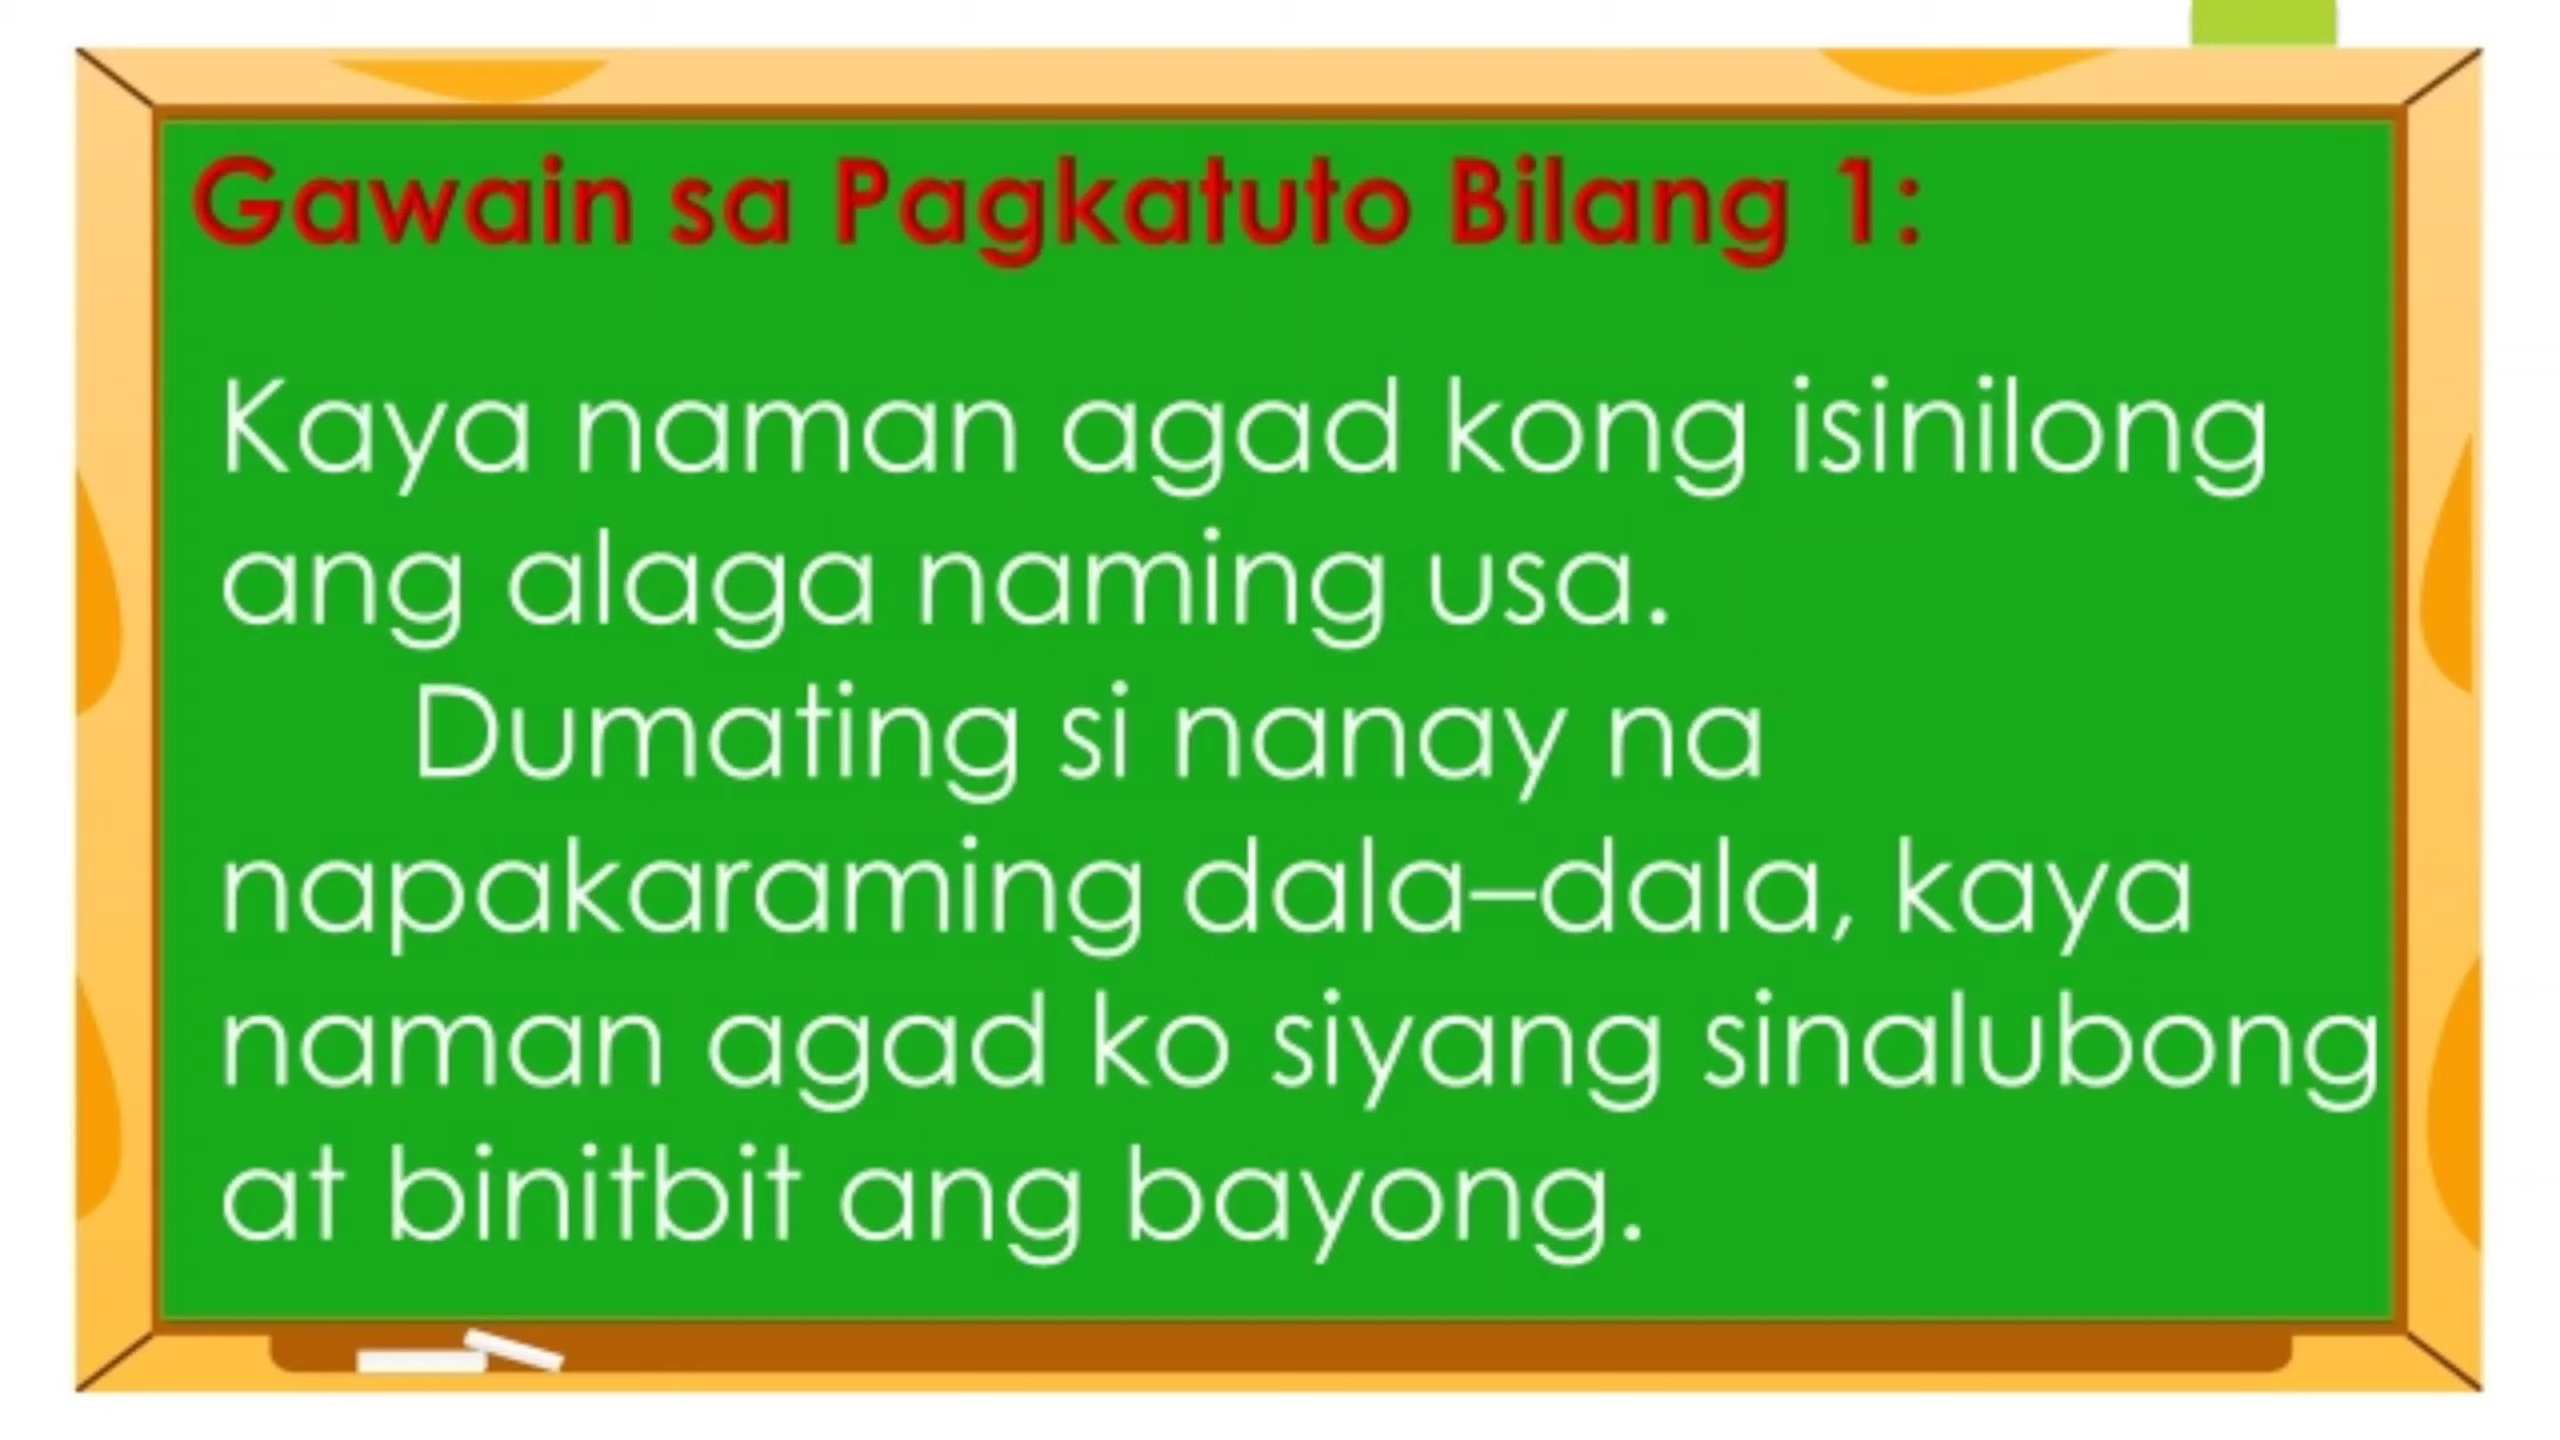 Gawain sa Pagkatuto Bilang 1:
Kaya naman agad kong isinilong
ang alaga naming usa.
Dumating si nanay na
napakaraming dala–dala, kaya
naman agad ko siyang sinalubong
at binitbit ang bayong.